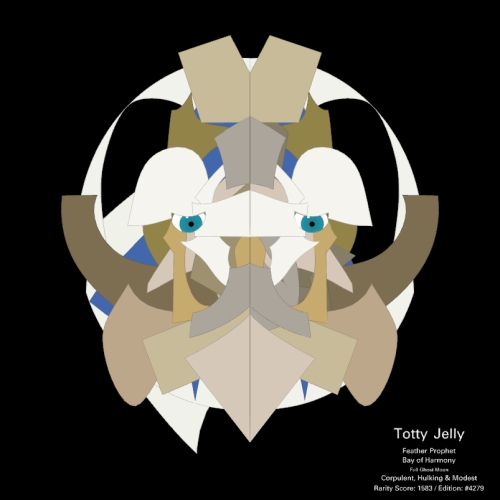 Totty Jelly
Feather Prophet
Bay of Harmony
Full Ghost Moon
Corpulent, Hulking & Modest
Rarity Score: 1583 / Edition: #4279